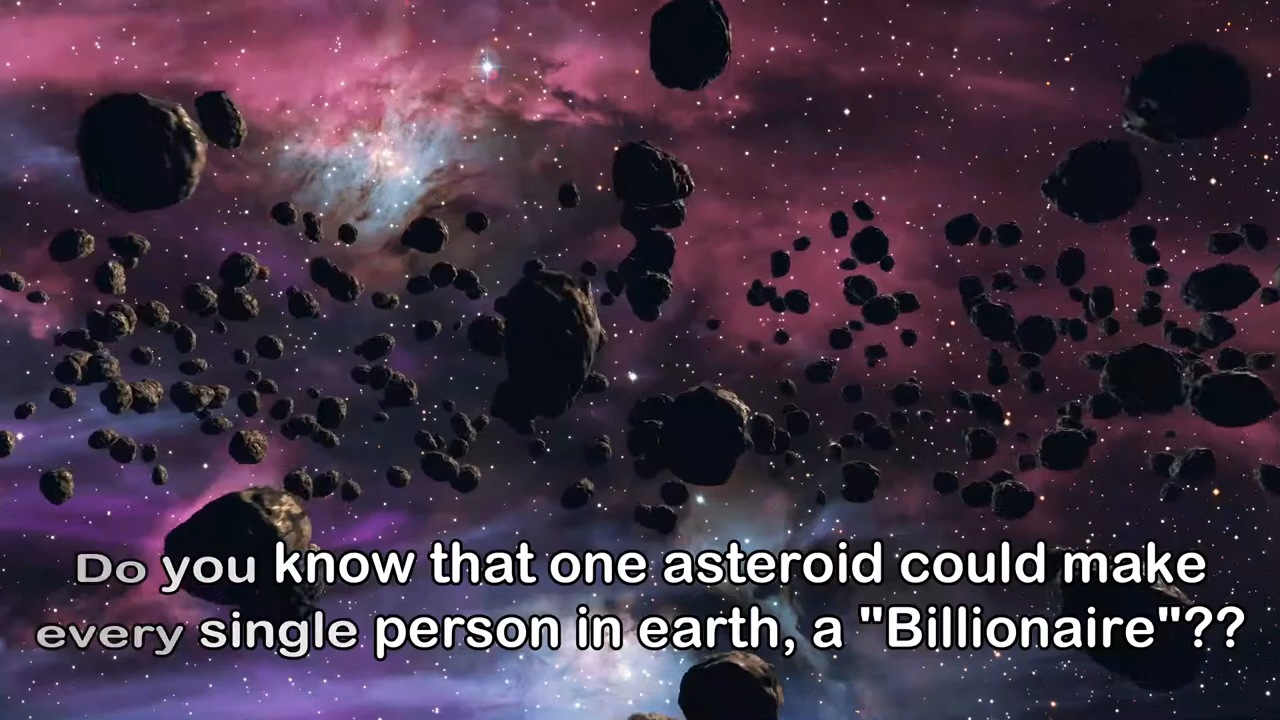 Do you know that one asteroid could make
every single person in earth, a "Billionaire"??